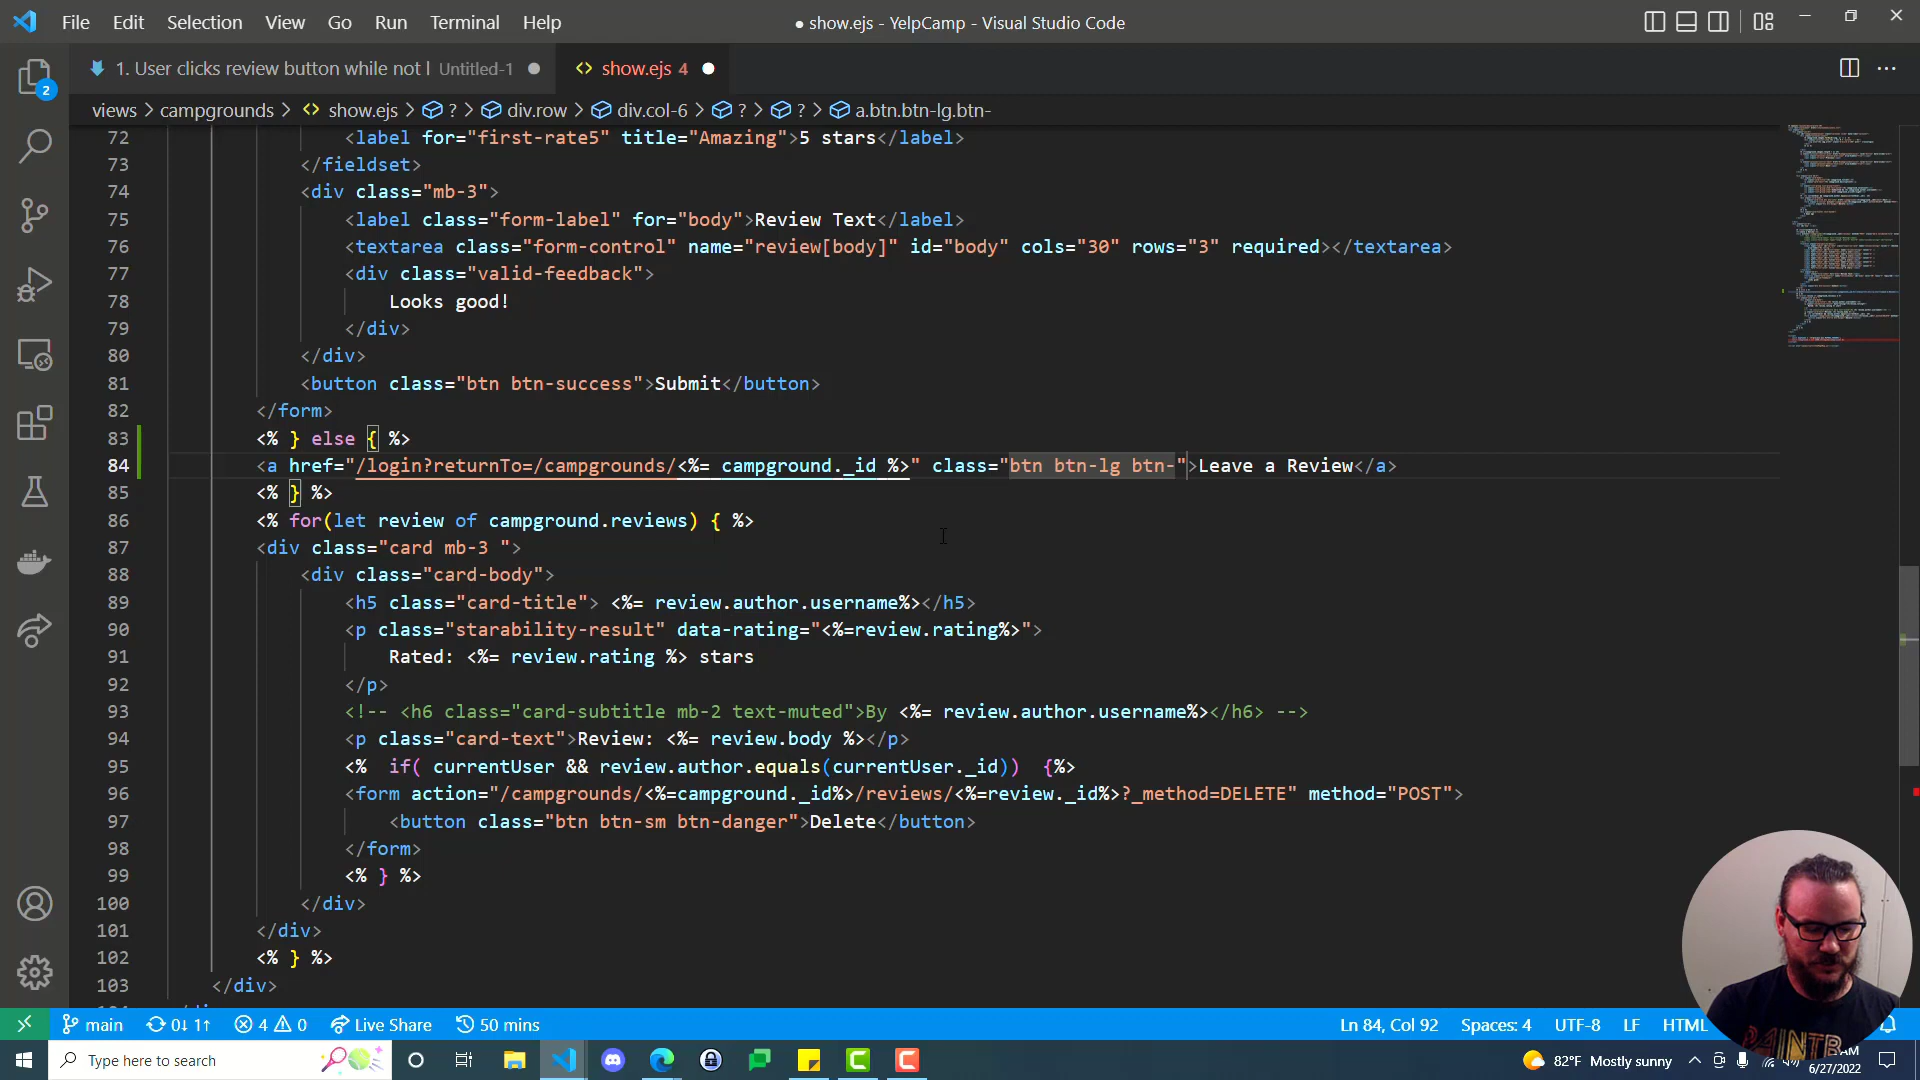 File Edit Selection View Go Run Terminal Help
● show.ejs - YelpCamp - Visual Studio Code
1. User clicks review button while not l Untitled-1 ●
<> show.ejs 4 ●
views > campgrounds > <> show.ejs > ? > div.row > div.col-6 > ? > ? > a.btn.btn-lg.btn-
72 <label for="first-rate5" title="Amazing">5 stars</label>
73 </fieldset>
74 <div class="mb-3">
75 <label class="form-label" for="body">Review Text</label>
76 <textarea class="form-control" name="review[body]" id="body" cols="30" rows="3" required></textarea>
77 <div class="valid-feedback">
78 Looks good!
79 </div>
80 </div>
81 <button class="btn btn-success">Submit</button>
82 </form>
83 <% } else { %>
84 <a href="/login?returnTo=/campgrounds/<%= campground._id %>" class="btn btn-lg btn-">Leave a Review</a>
85 <% } %>
86 <% for(let review of campground.reviews) { %>
87 <div class="card mb-3 ">
88 <div class="card-body">
89 <h5 class="card-title"> <%= review.author.username%></h5>
90 <p class="starability-result" data-rating="<%=review.rating%>">
91 Rated: <%= review.rating %> stars
92 </p>
93 <!-- <h6 class="card-subtitle mb-2 text-muted">By <%= review.author.username%></h6> -->
94 <p class="card-text">Review: <%= review.body %></p>
95 <%  if( currentUser && review.author.equals(currentUser._id))  {%>
96 <form action="/campgrounds/<%=campground._id%>/reviews/<%=review._id%>?_method=DELETE" method="POST">
97 <button class="btn btn-sm btn-danger">Delete</button>
98 </form>
99 <% } %>
100 </div>
101 </div>
102 <% } %>
103 </div>
2
main 0↓ 1↑ 4 0 Live Share 50 mins
Ln 84, Col 92 Spaces: 4 UTF-8 LF HTML
Type here to search
82°F Mostly sunny
AM
6/27/2022